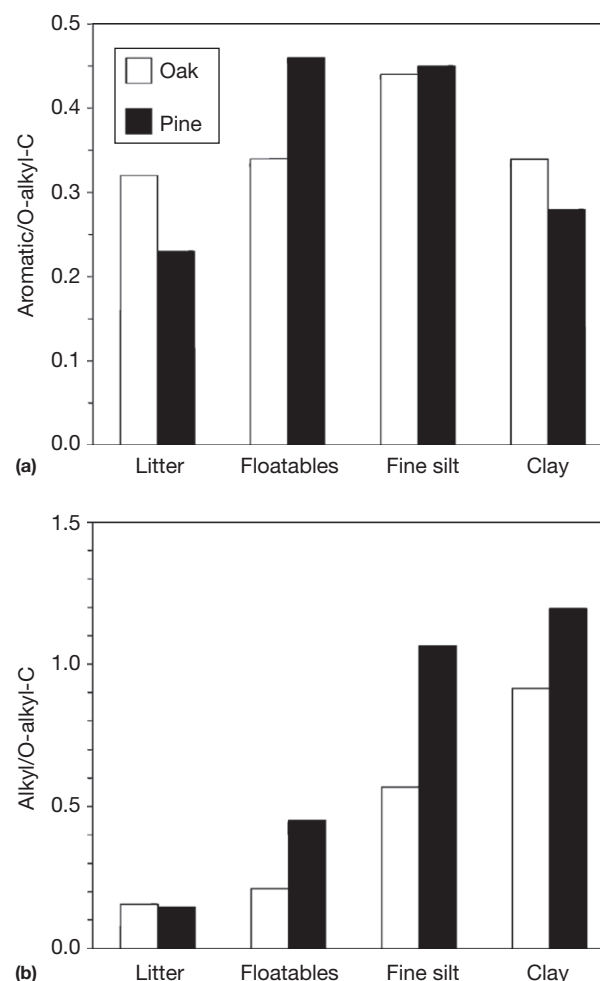 Aromatic/O-alkyl-C
0.5
0.4
0.3
0.2
0.1
0.0
Oak
Pine
(a)
Litter Floatables Fine silt Clay
Alkyl/O-alkyl-C
1.5
1.0
0.5
0.0
(b)
Litter Floatables Fine silt Clay